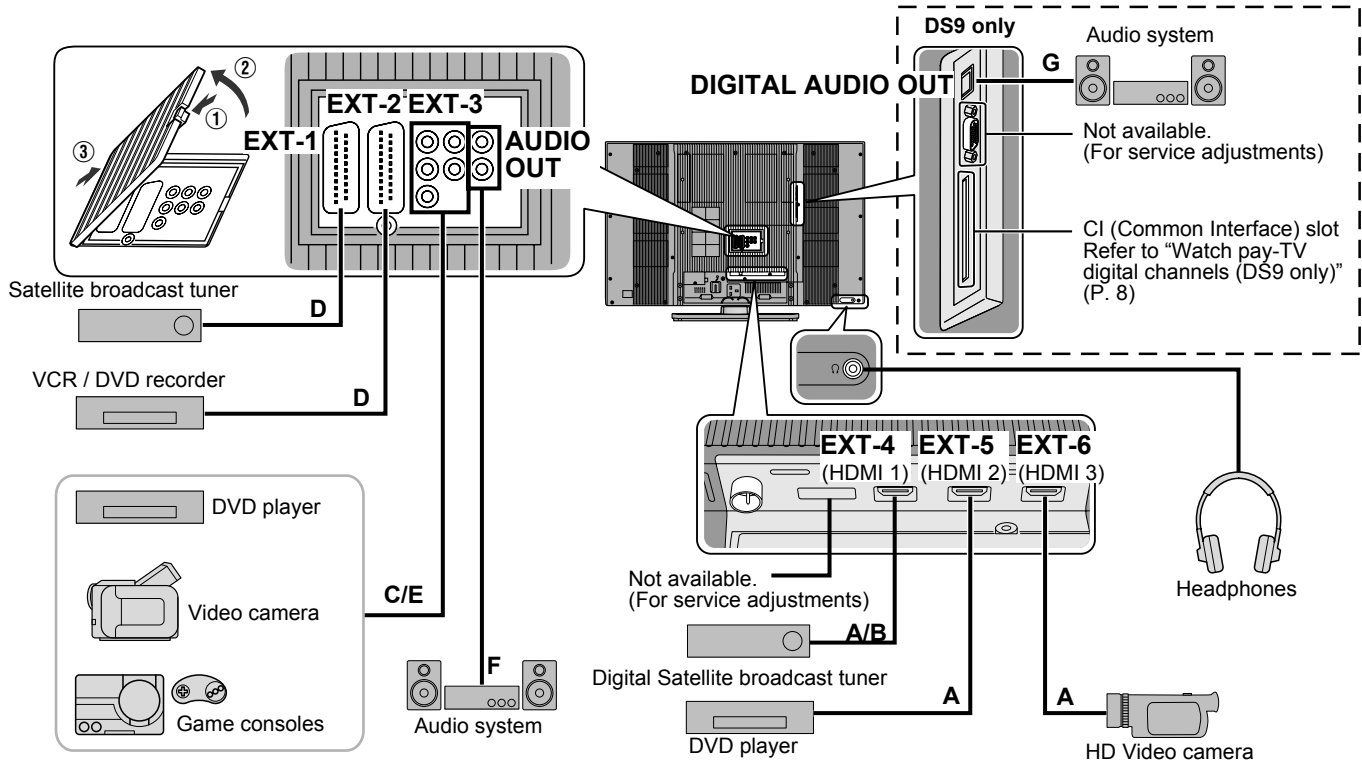 ②
①
③
EXT-1
EXT-2
EXT-3
AUDIO
OUT
Satellite broadcast tuner
D
VCR / DVD recorder
D
DVD player
Video camera
Game consoles
C/E
F
Audio system
DS9 only
DIGITAL AUDIO OUT
G
Audio system
Not available.
(For service adjustments)
CI (Common Interface) slot
Refer to “Watch pay-TV
digital channels (DS9 only)”
(P. 8)
EXT-4
(HDMI 1)
EXT-5
(HDMI 2)
EXT-6
(HDMI 3)
Not available.
(For service adjustments)
A/B
Digital Satellite broadcast tuner
A
DVD player
A
HD Video camera
Headphones